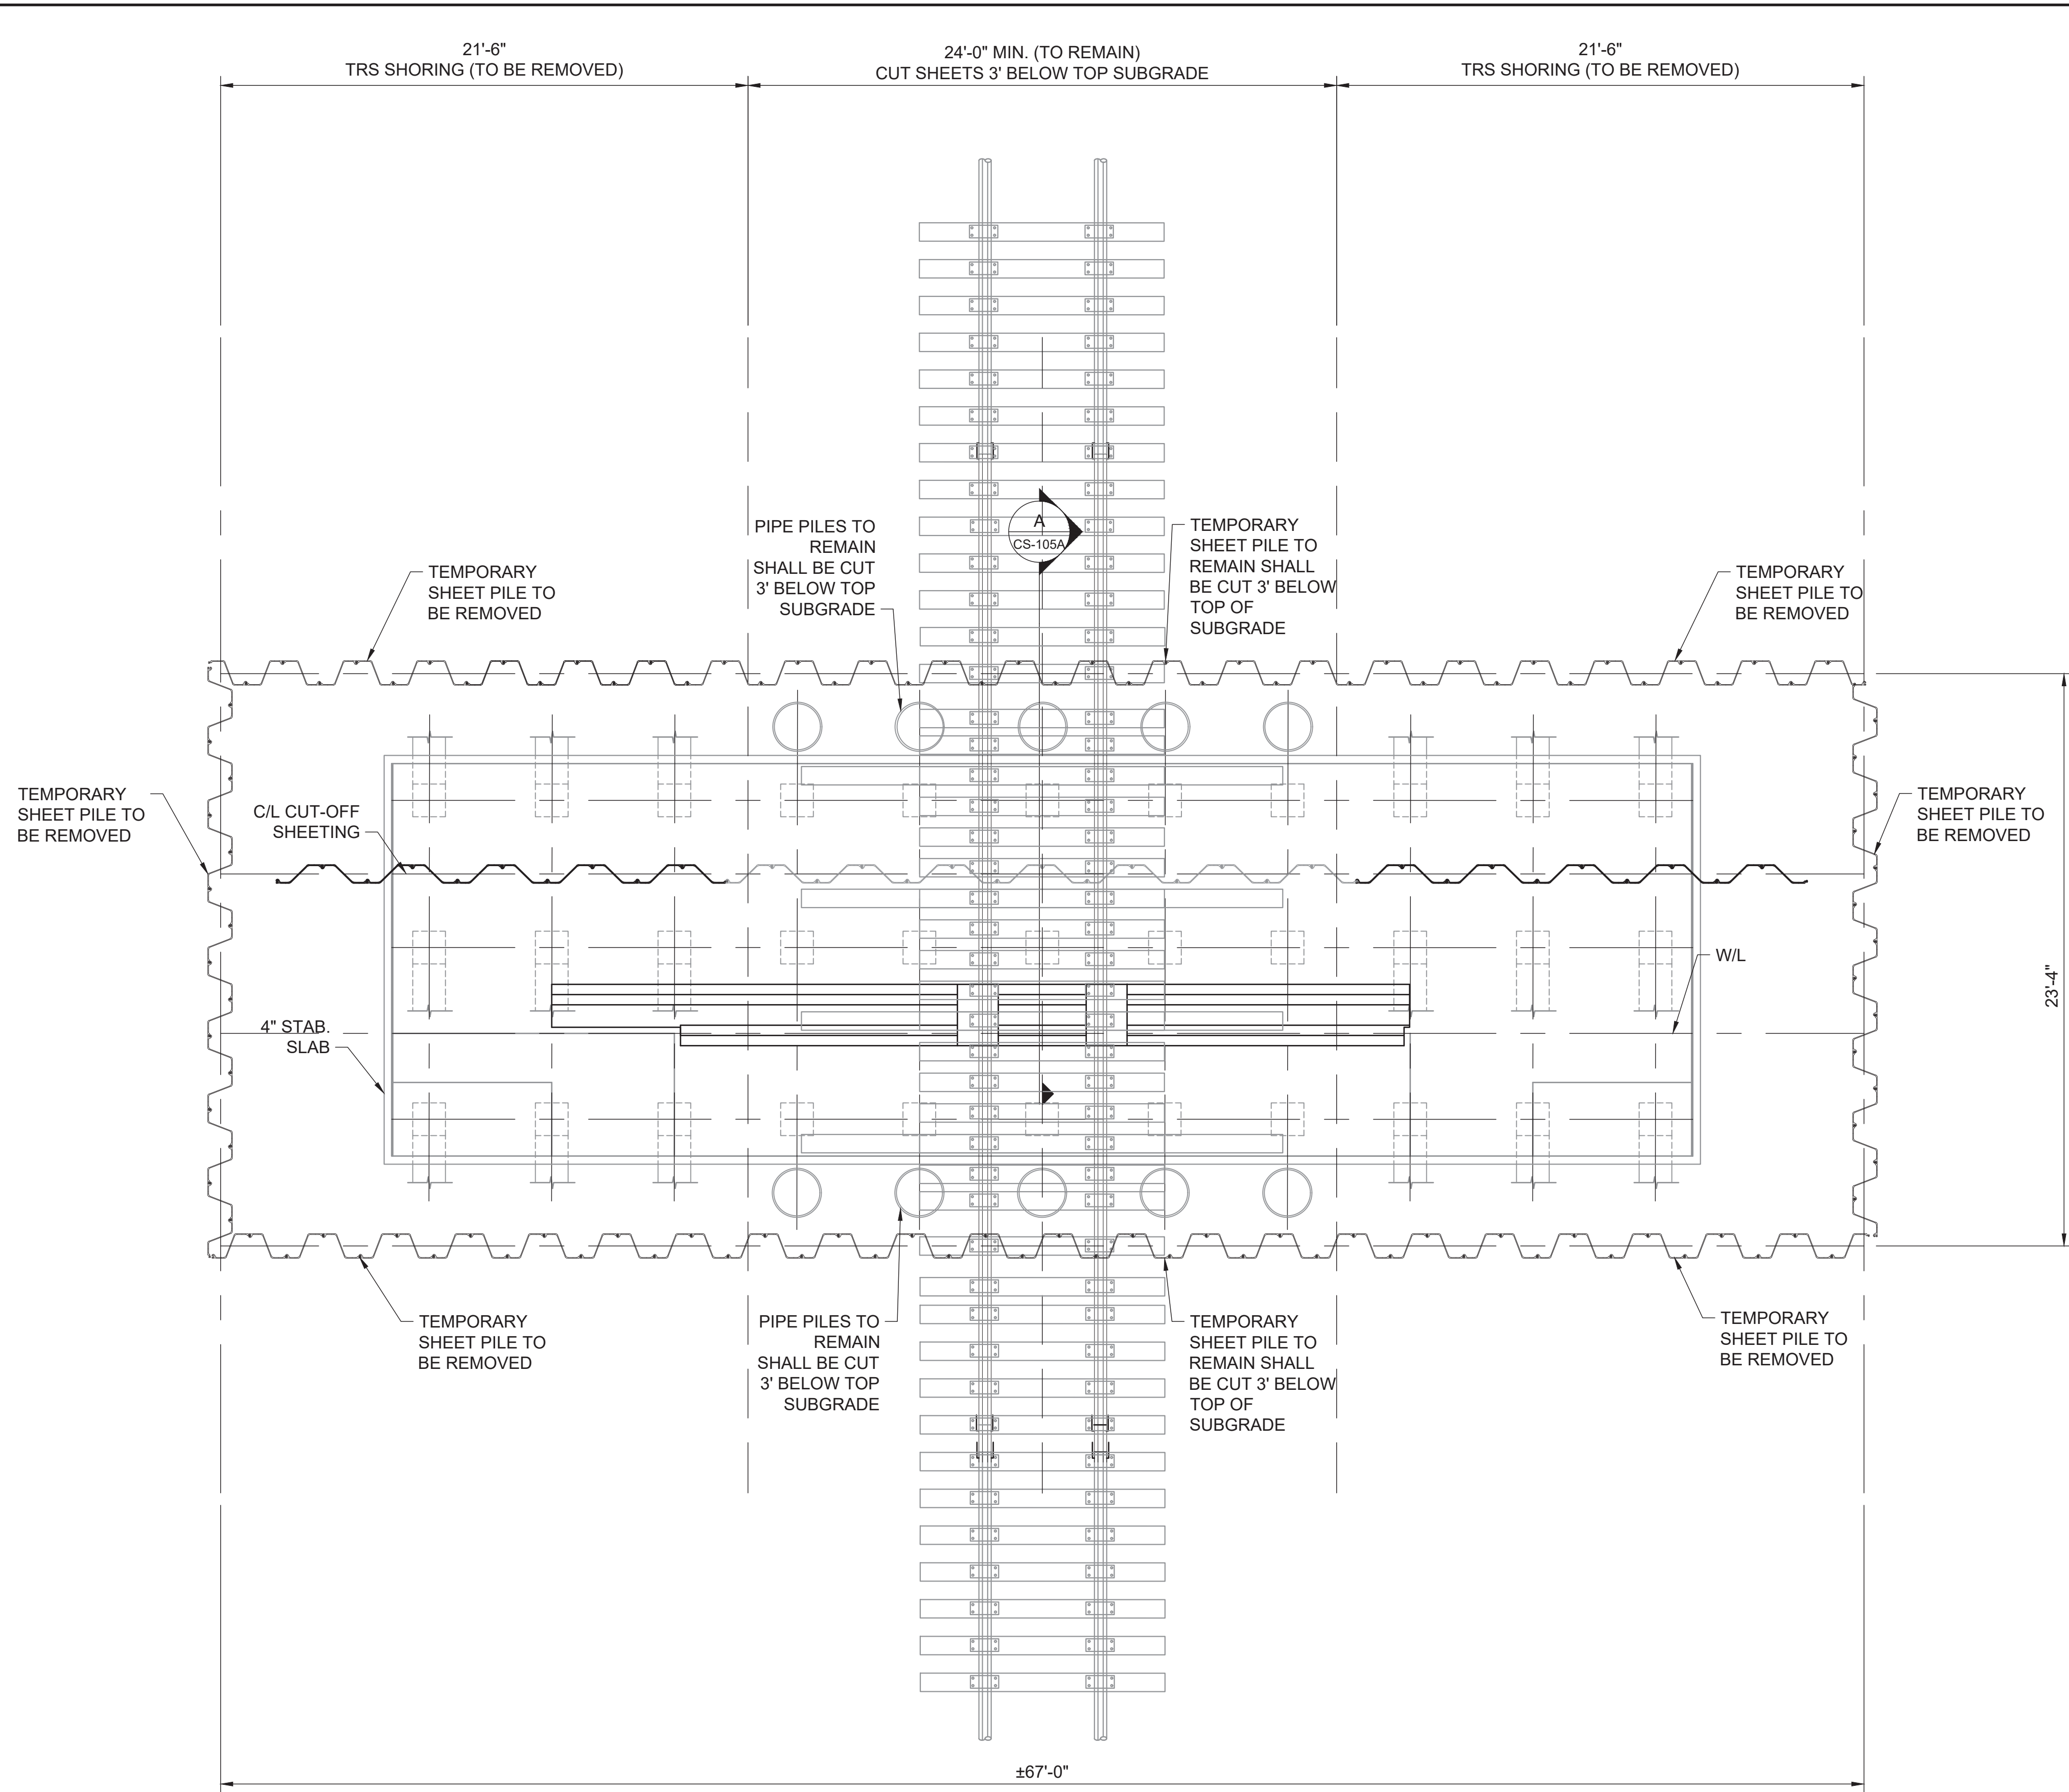 21'-6"
TRS SHORING (TO BE REMOVED)
24'-0" MIN. (TO REMAIN)
CUT SHEETS 3' BELOW TOP SUBGRADE
21'-6"
TRS SHORING (TO BE REMOVED)
A
CS-105A
PIPE PILES TO
REMAIN
SHALL BE CUT
3' BELOW TOP
SUBGRADE
TEMPORARY
SHEET PILE TO
REMAIN SHALL
BE CUT 3' BELOW
TOP OF
SUBGRADE
TEMPORARY
SHEET PILE TO
BE REMOVED
TEMPORARY
SHEET PILE TO
BE REMOVED
TEMPORARY
SHEET PILE TO
BE REMOVED
C/L CUT-OFF
SHEETING
TEMPORARY
SHEET PILE TO
BE REMOVED
W/L
23'-4"
4" STAB.
SLAB
TEMPORARY
SHEET PILE TO
BE REMOVED
PIPE PILES TO
REMAIN
SHALL BE CUT
3' BELOW TOP
SUBGRADE
TEMPORARY
SHEET PILE TO
REMAIN SHALL
BE CUT 3' BELOW
TOP OF
SUBGRADE
TEMPORARY
SHEET PILE TO
BE REMOVED
±67'-0"